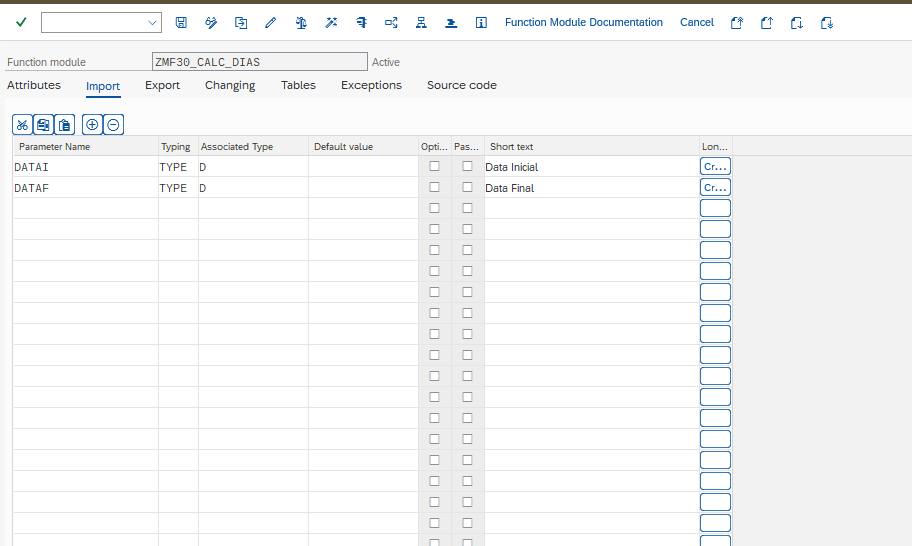 Function Module Documentation Cancel
Function module ZMF30_CALC_DIAS Active
Attributes Import Export Changing Tables Exceptions Source code
Parameter Name Typing Associated Type Default value Opti... Pas... Short text Lon...
DATAI TYPE D Data Inicial Cr...
DATAF TYPE D Data Final Cr...